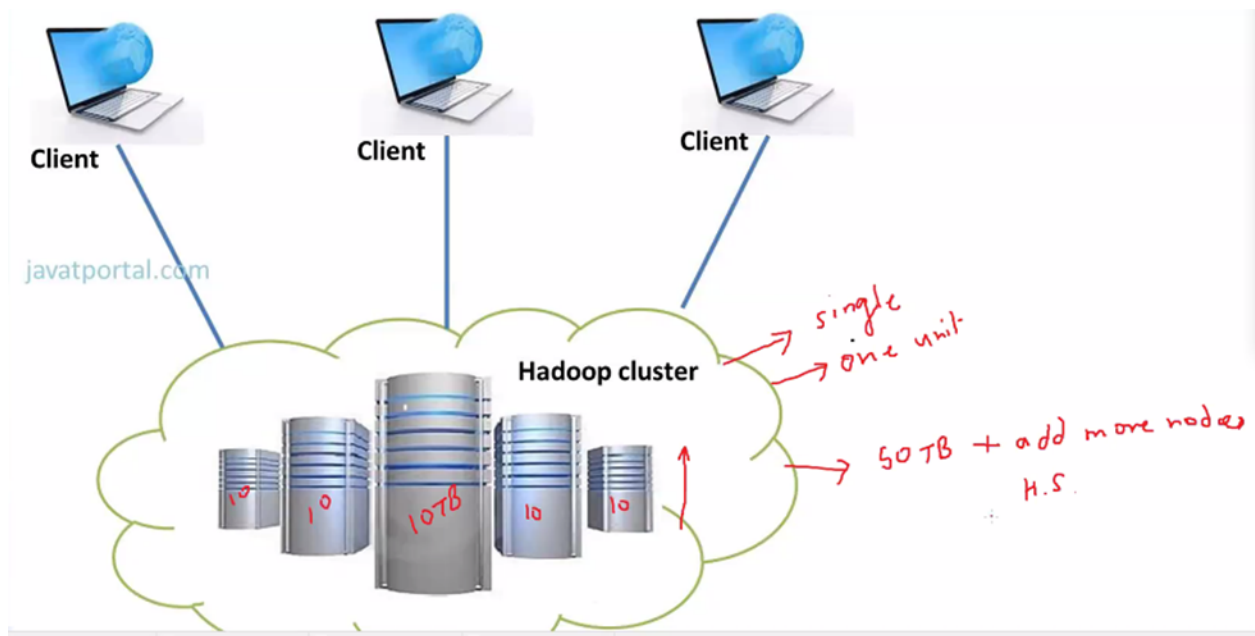 Client
Client
Client
javatportal.com
single
one unit
Hadoop cluster
50TB + add more nodes
H.S.
10
10
10TB
10
10